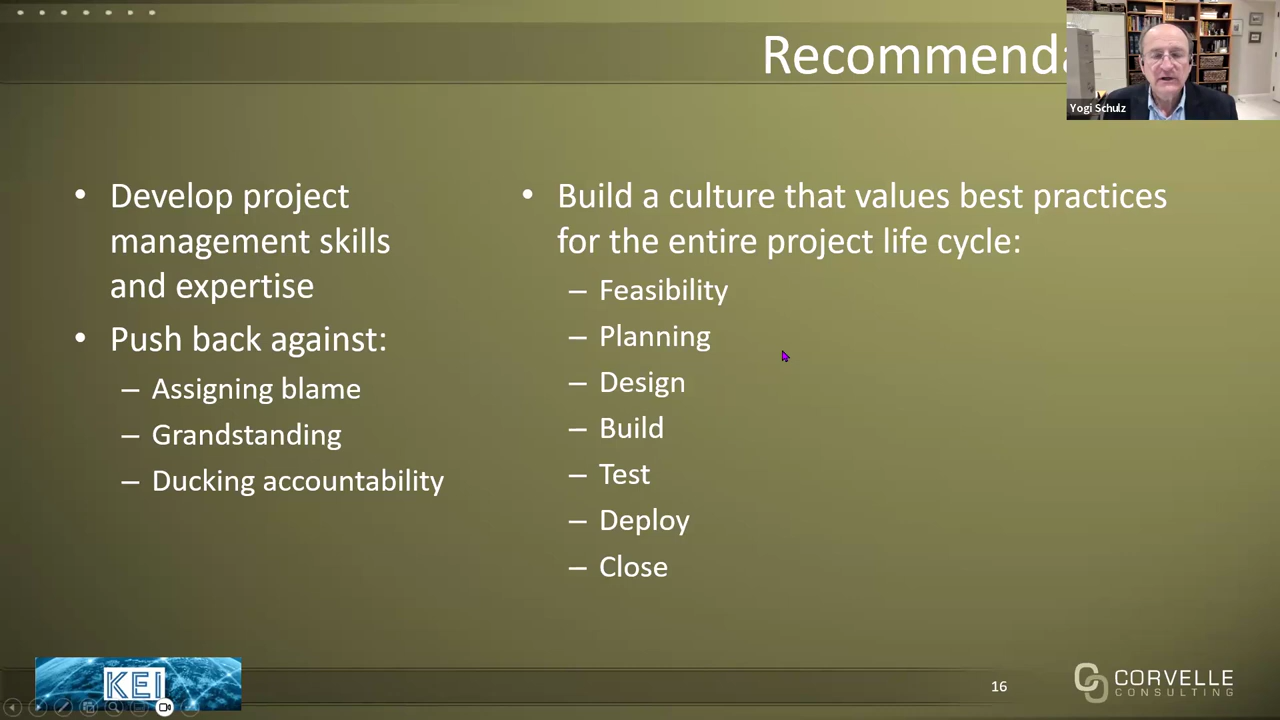 Recommenda
Yogi Schulz
• Develop project
management skills
and expertise
• Push back against:
– Assigning blame
– Grandstanding
– Ducking accountability
• Build a culture that values best practices
for the entire project life cycle:
– Feasibility
– Planning
– Design
– Build
– Test
– Deploy
– Close
KEI
16
CORVELLE
CONSULTING